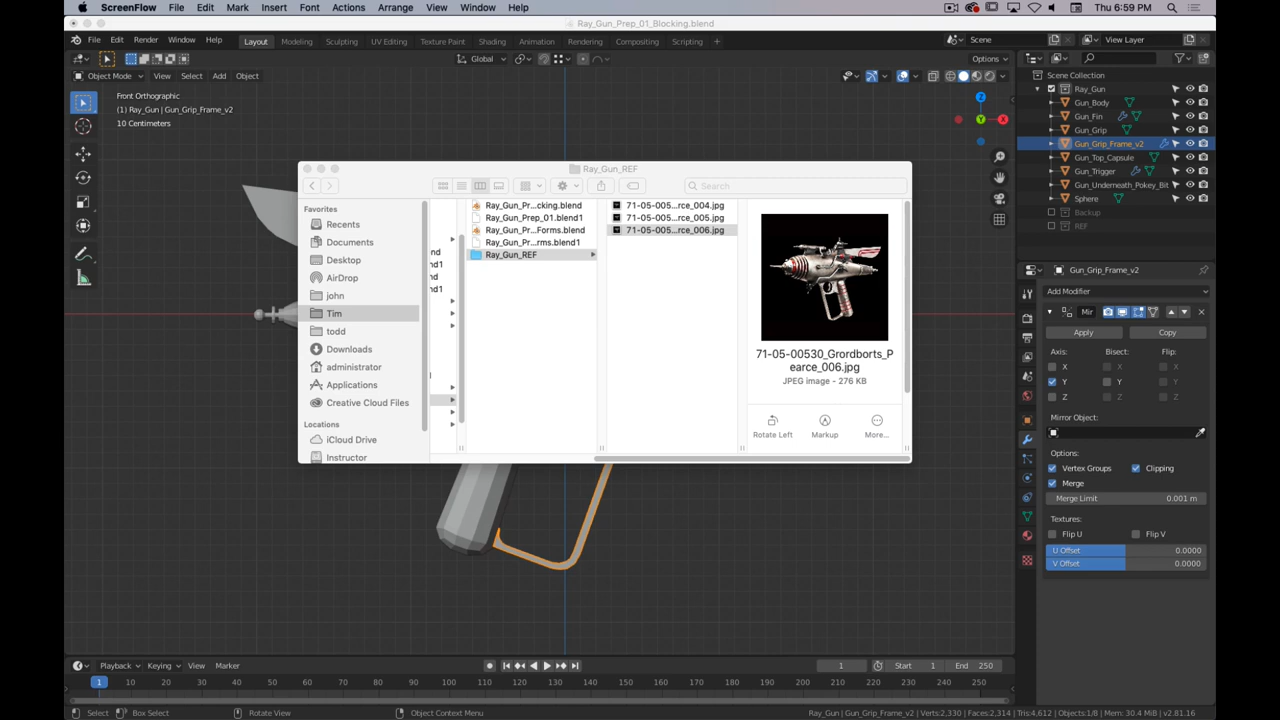 ScreenFlow File Edit Mark Insert Font Actions Arrange View Window Help Thu 6:59 PM
Ray_Gun_Prep_01_Blocking.blend
File Edit Render Window Help Layout Modeling Sculpting UV Editing Texture Paint Shading Animation Rendering Compositing Scripting + Scene View Layer
Global Options
Object Mode View Select Add Object
Scene Collection
Ray_Gun
Gun_Body
Gun_Fin
Gun_Grip
Gun_Grip_Frame_v2
Gun_Top_Capsule
Gun_Trigger
Gun_Underneath_Pokey_Bit
Sphere
Backup
REF
Front Orthographic
(1) Ray_Gun | Gun_Grip_Frame_v2
10 Centimeters
Z
Y
X
Ray_Gun_REF
Search
Favorites
Recents
Documents
Desktop
AirDrop
john
Tim
todd
Downloads
administrator
Applications
Creative Cloud Files
Locations
iCloud Drive
Instructor
nd
d1
nd
d1
Ray_Gun_Pr...cking.blend
Ray_Gun_Prep_01.blend1
Ray_Gun_Pr...Forms.blend
Ray_Gun_Pr...rms.blend1
Ray_Gun_REF
71-05-005...rce_004.jpg
71-05-005...rce_005.jpg
71-05-005...rce_006.jpg
71-05-00530_Grordborts_P
earce_006.jpg
JPEG image - 276 KB
Rotate Left Markup More...
Gun_Grip_Frame_v2
Add Modifier
Mir
Apply Copy
Axis: Bisect: Flip:
X X X
Y Y Y
Z Z Z
Mirror Object:
Options:
Vertex Groups Clipping
Merge
Merge Limit 0.001 m
Textures:
Flip U Flip V
U Offset 0.0000
V Offset 0.0000
Playback Keying View Marker 1 Start 1 End 250
1 10 20 30 40 50 60 70 80 90 100 110 120 130 140 150 160 170 180 190 200 210 220 230 240 250
Select Box Select Rotate View Object Context Menu Ray_Gun | Gun_Grip_Frame_v2 | Verts:2,330 | Faces:2,314 | Tris:4,612 | Objects:1/8 | Mem: 30.4 MiB | v2.81.16